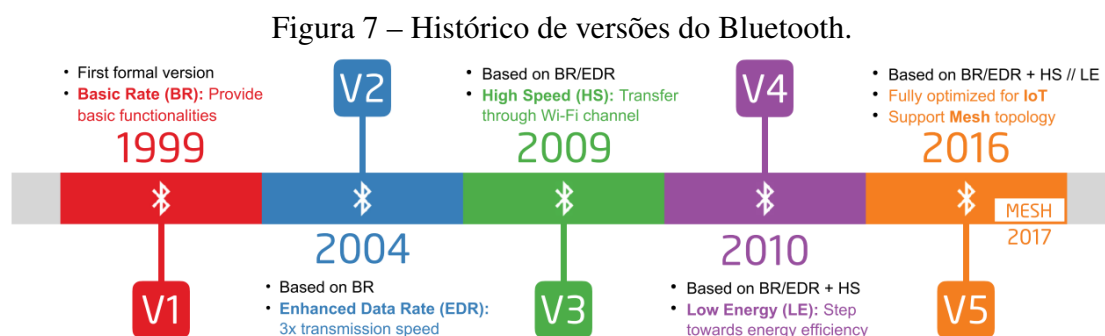 Figura 7 – Histórico de versões do Bluetooth.
• First formal version
• Basic Rate (BR): Provide
basic functionalities
1999
V1
V2
2004
• Based on BR
• Enhanced Data Rate (EDR):
3x transmission speed
• Based on BR/EDR
• High Speed (HS): Transfer
through Wi-Fi channel
2009
V3
V4
2010
• Based on BR/EDR + HS
• Low Energy (LE): Step
towards energy efficiency
• Based on BR/EDR + HS // LE
• Fully optimized for IoT
• Support Mesh topology
2016
MESH
2017
V5